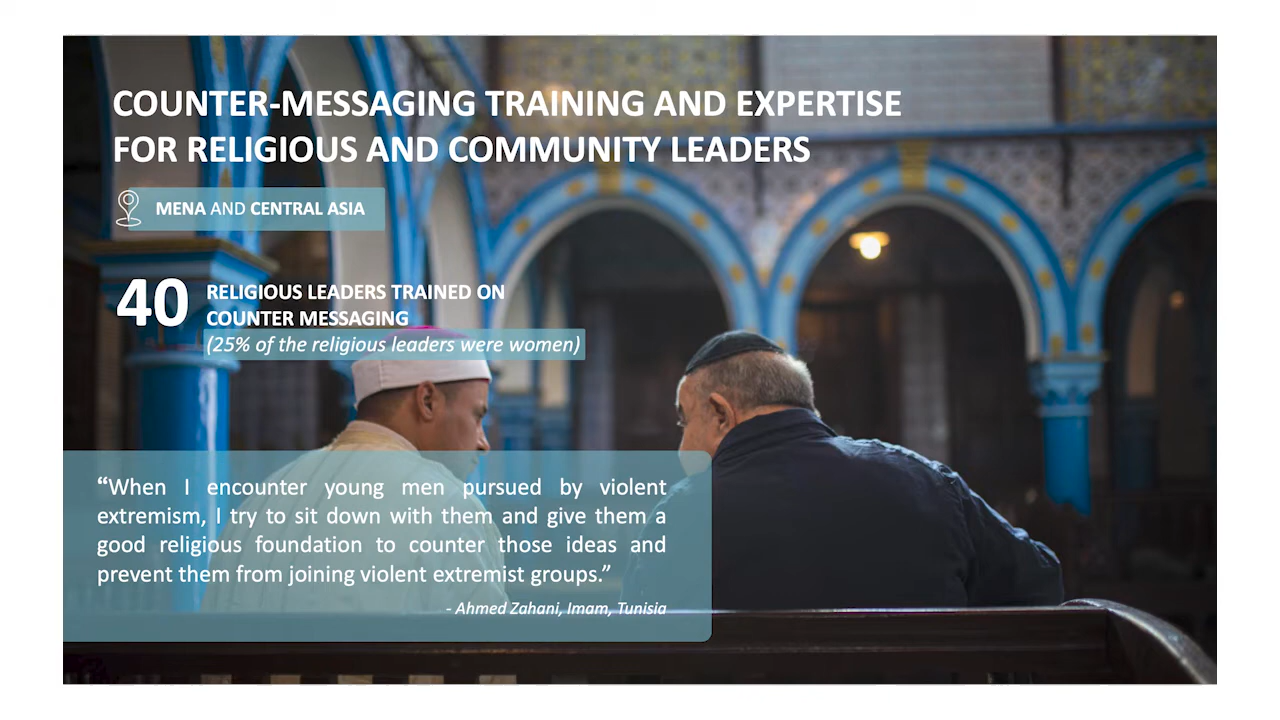 COUNTER-MESSAGING TRAINING AND EXPERTISE
FOR RELIGIOUS AND COMMUNITY LEADERS
MENA AND CENTRAL ASIA
40
RELIGIOUS LEADERS TRAINED ON
COUNTER MESSAGING
(25% of the religious leaders were women)
“When I encounter young men pursued by violent
extremism, I try to sit down with them and give them a
good religious foundation to counter those ideas and
prevent them from joining violent extremist groups.”
- Ahmed Zahani, Imam, Tunisia